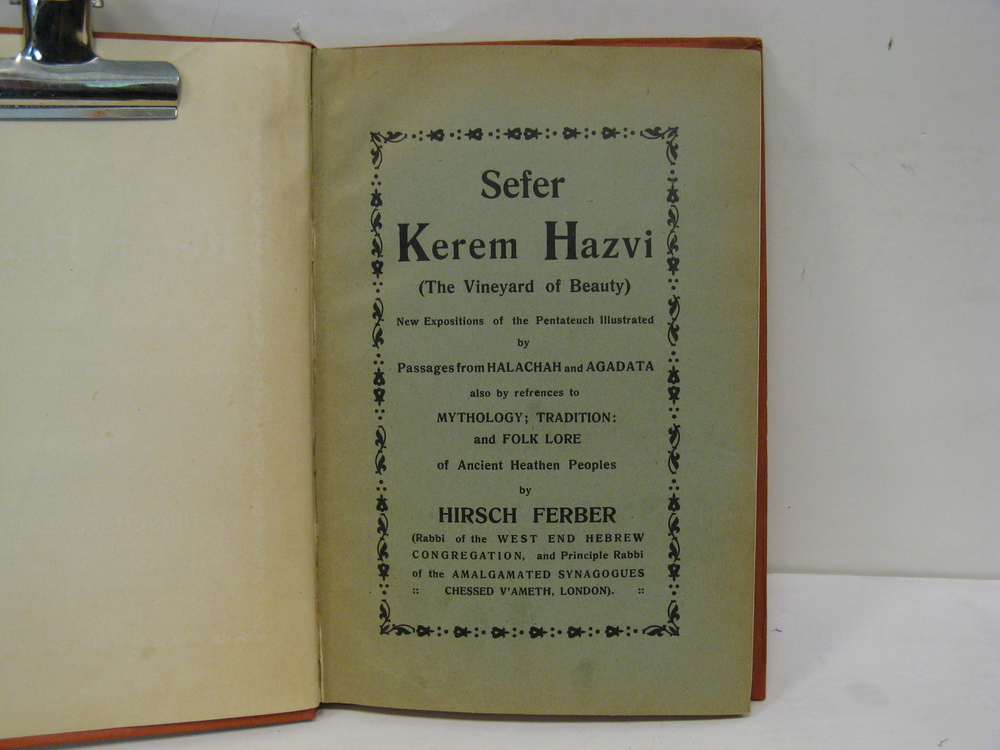 Sefer
Kerem Hazvi
(The Vineyard of Beauty)
New Expositions of the Pentateuch Illustrated
by
Passages from HALACHAH and AGADATA
also by refrences to
MYTHOLOGY; TRADITION:
and FOLK LORE
of Ancient Heathen Peoples
by
HIRSCH FERBER
(Rabbi of the WEST END HEBREW
CONGREGATION, and Principle Rabbi
of the AMALGAMATED SYNAGOGUES
:: CHESSED V'AMETH, LONDON). ::